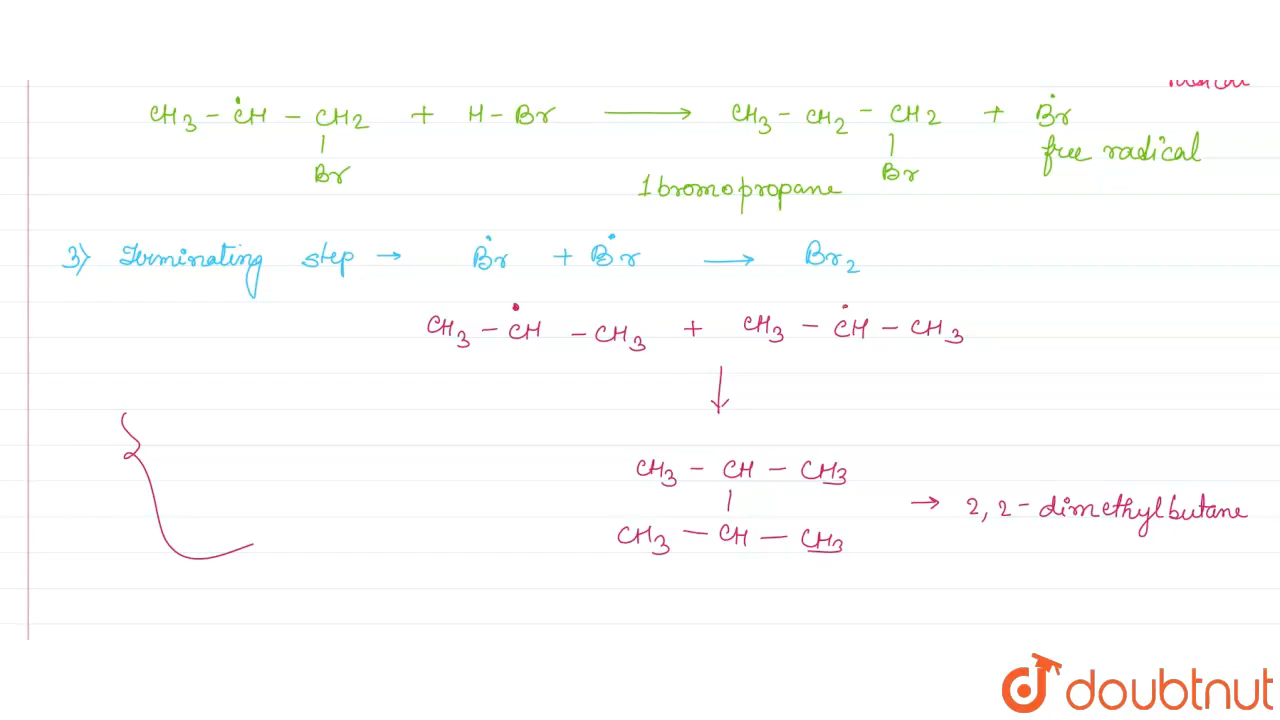 CH3 - ĊH - CH2 + H - Br ⟶ CH3 - CH2 - CH2 + Ḃr
| | free radical
Br Br
1 bromopropane
3) Terminating step → Ḃr + Ḃr ⟶ Br2
CH3 - ĊH - CH3 + CH3 - ĊH - CH3
↓
CH3 - CH - CH3
| → 2, 2 - dimethylbutane
CH3 - CH - CH3
doubtnut